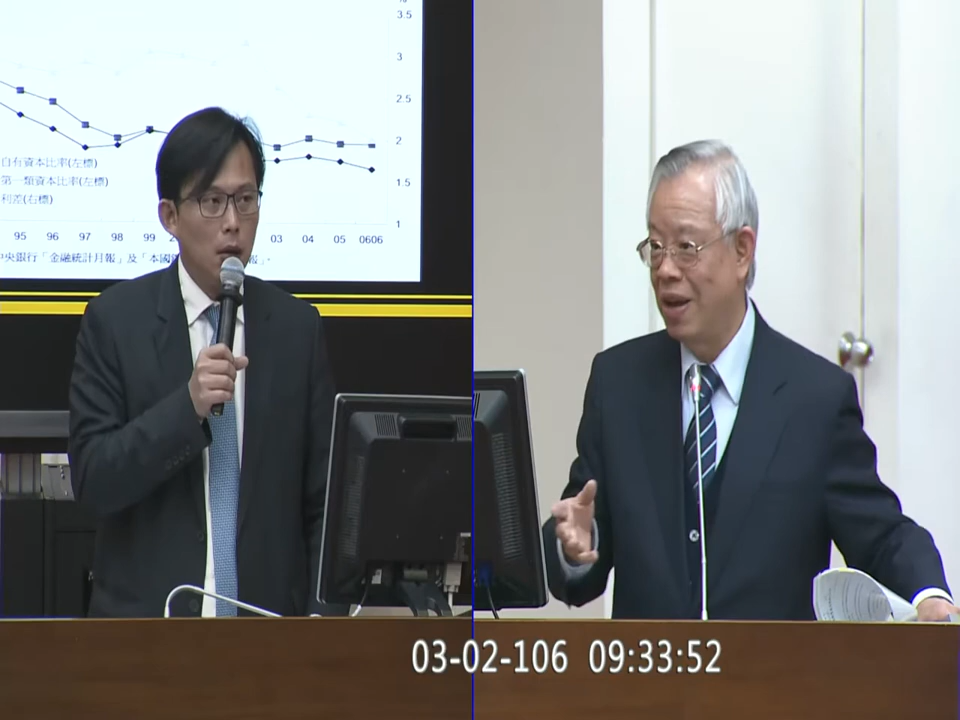 3.5
3
2.5
2
自有資本比率(左標)
第一類資本比率(左標)
1.5
利差(右標)
1
95 96 97 98 99 03 04 05 0606
中央銀行「金融統計月報」及「本國
報」。
03-02-106 09:33:52